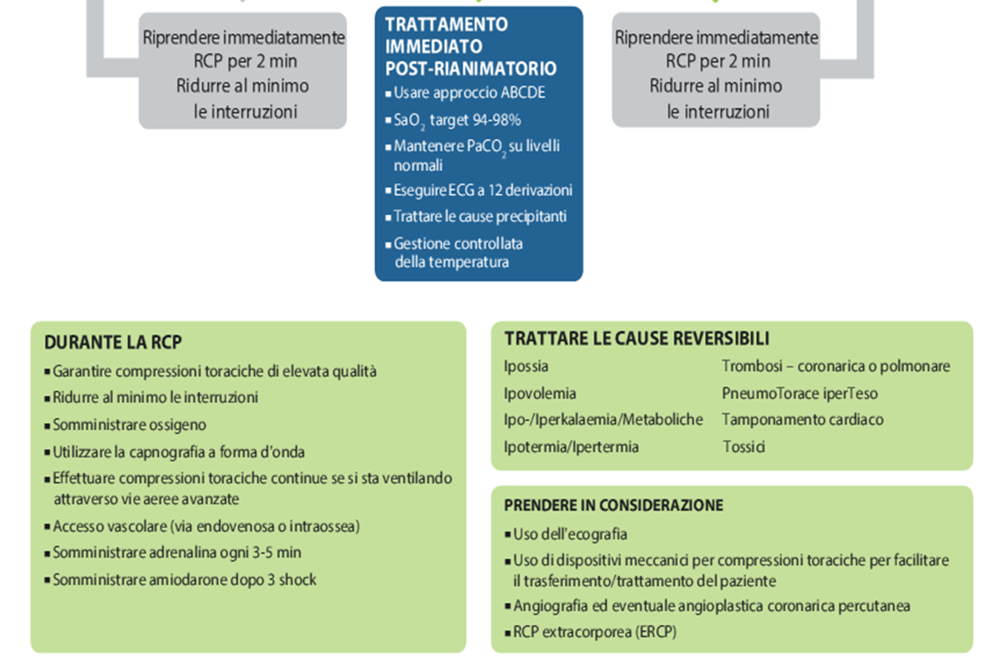 Riprendere immediatamente
RCP per 2 min
Ridurre al minimo
le interruzioni
TRATTAMENTO
IMMEDIATO
POST-RIANIMATORIO
▪ Usare approccio ABCDE
▪ SaO₂ target 94-98%
▪ Mantenere PaCO₂ su livelli
normali
▪ Eseguire ECG a 12 derivazioni
▪ Trattare le cause precipitanti
▪ Gestione controllata
della temperatura
Riprendere immediatamente
RCP per 2 min
Ridurre al minimo
le interruzioni
DURANTE LA RCP
▪ Garantire compressioni toraciche di elevata qualità
▪ Ridurre al minimo le interruzioni
▪ Somministrare ossigeno
▪ Utilizzare la capnografia a forma d'onda
▪ Effettuare compressioni toraciche continue se si sta ventilando
attraverso vie aeree avanzate
▪ Accesso vascolare (via endovenosa o intraossea)
▪ Somministrare adrenalina ogni 3-5 min
▪ Somministrare amiodarone dopo 3 shock
TRATTARE LE CAUSE REVERSIBILI
Ipossia
Ipovolemia
Ipo-/Iperkalaemia/Metaboliche
Ipotermia/Ipertermia
Trombosi – coronarica o polmonare
PneumoTorace iperTeso
Tamponamento cardiaco
Tossici
PRENDERE IN CONSIDERAZIONE
▪ Uso dell'ecografia
▪ Uso di dispositivi meccanici per compressioni toraciche per facilitare
il trasferimento/trattamento del paziente
▪ Angiografia ed eventuale angioplastica coronarica percutanea
▪ RCP extracorporea (ERCP)